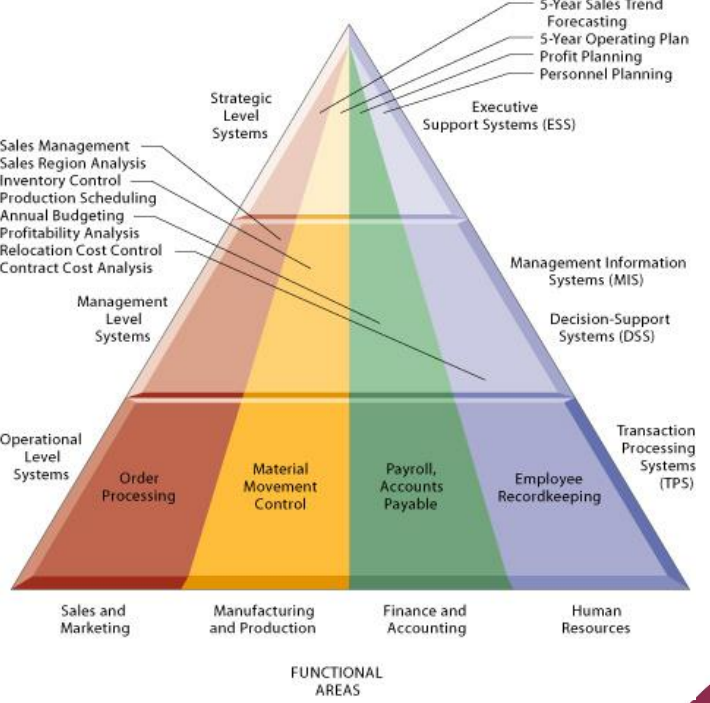 5-Year Sales Trend
Forecasting
5-Year Operating Plan
Profit Planning
Personnel Planning
Strategic
Level
Systems
Executive
Support Systems (ESS)
Sales Management
Sales Region Analysis
Inventory Control
Production Scheduling
Annual Budgeting
Profitability Analysis
Relocation Cost Control
Contract Cost Analysis
Management Information
Systems (MIS)
Management
Level
Systems
Decision-Support
Systems (DSS)
Operational
Level
Systems
Transaction
Processing
Systems
(TPS)
Order
Processing
Material
Movement
Control
Payroll,
Accounts
Payable
Employee
Recordkeeping
Sales and
Marketing
Manufacturing
and Production
Finance and
Accounting
Human
Resources
FUNCTIONAL
AREAS